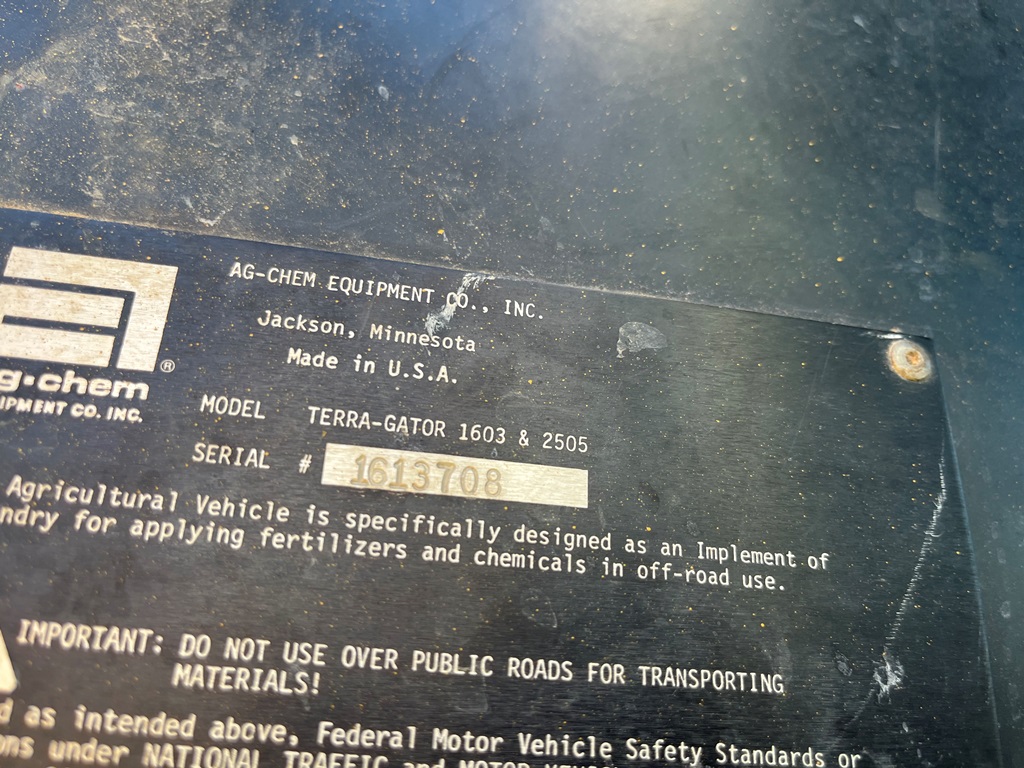 AG-CHEM EQUIPMENT CO., INC.
Jackson, Minnesota
Made in U.S.A.
®
g·chem
IPMENT CO. INC.
MODEL TERRA-GATOR 1603 & 2505
SERIAL # 1613708
Agricultural Vehicle is specifically designed as an Implement of
ndry for applying fertilizers and chemicals in off-road use.
IMPORTANT: DO NOT USE OVER PUBLIC ROADS FOR TRANSPORTING
MATERIALS!
d as intended above, Federal Motor Vehicle Safety Standards or
ons under NATIONAL TRAFFIC and MOTOR